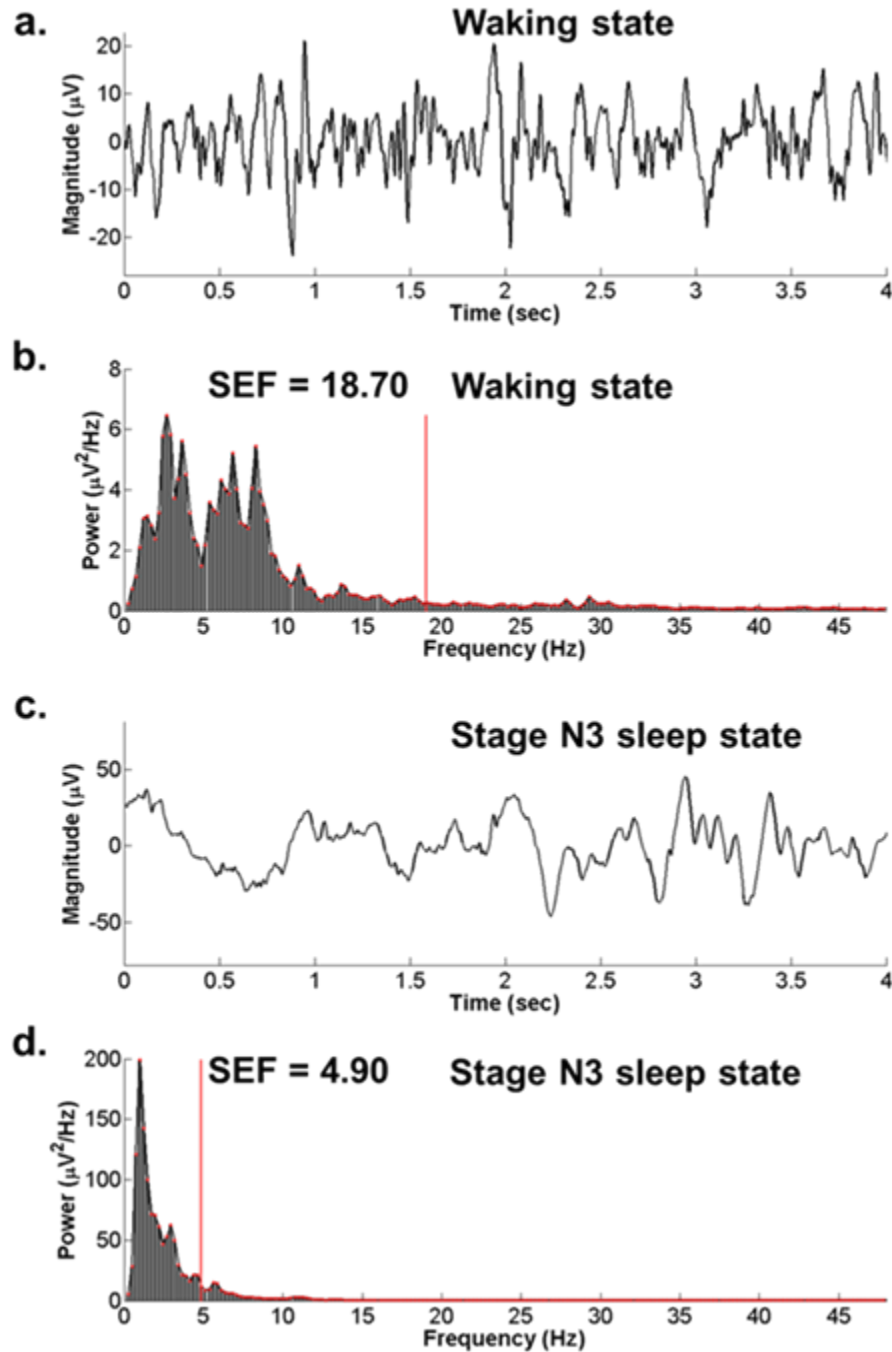 a.
Waking state
Magnitude (μV)
20
10
0
-10
-20
0 0.5 1 1.5 2 2.5 3 3.5 4
Time (sec)
b.
SEF = 18.70 Waking state
Power (μV²/Hz)
8
6
4
2
0
0 5 10 15 20 25 30 35 40 45
Frequency (Hz)
c.
Stage N3 sleep state
Magnitude (μV)
50
0
-50
0 0.5 1 1.5 2 2.5 3 3.5 4
Time (sec)
d.
SEF = 4.90 Stage N3 sleep state
Power (μV²/Hz)
200
150
100
50
0
0 5 10 15 20 25 30 35 40 45
Frequency (Hz)